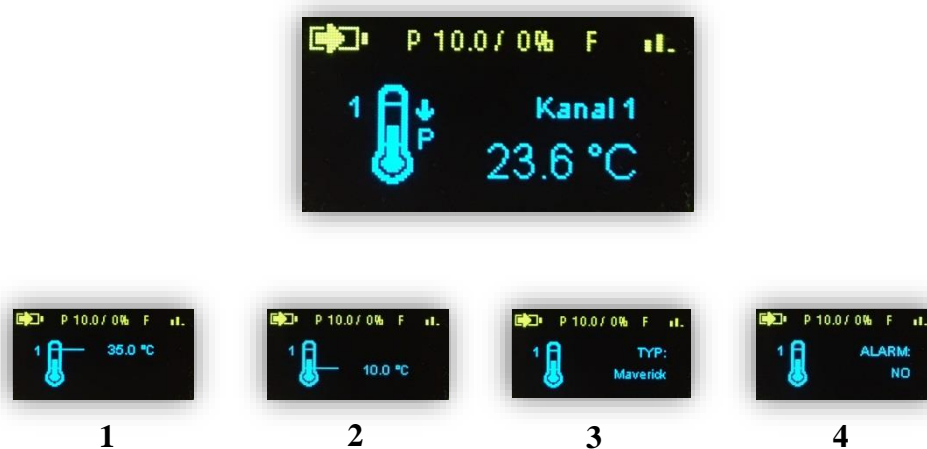 P 10.0 / 0% F
1
Kanal 1
P
23.6 °C
P 10.0 / 0% F
1
35.0 °C
1
P 10.0 / 0% F
1
10.0 °C
2
P 10.0 / 0% F
1
TYP:
Maverick
3
P 10.0 / 0% F
1
ALARM:
NO
4